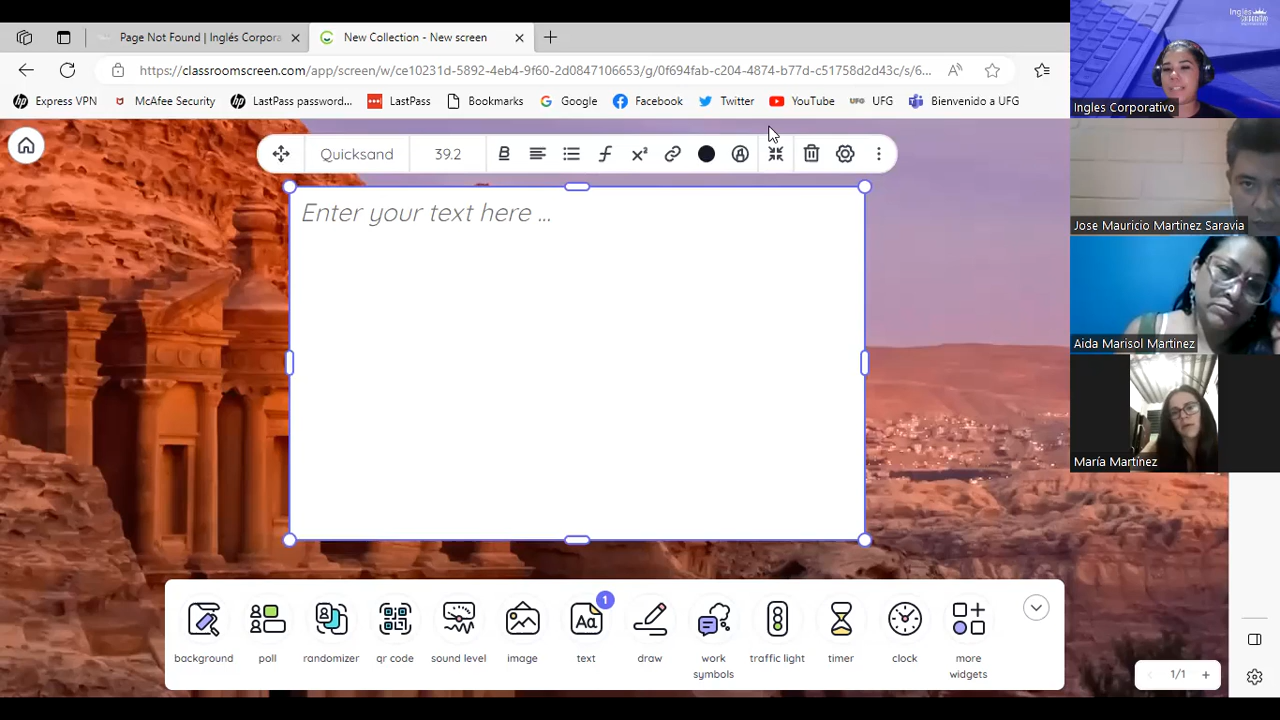 Page Not Found | Inglés Corpora
New Collection - New screen
https://classroomscreen.com/app/screen/w/ce10231d-585c-4eb4-9f60-2d0847106653/g/0f694fab-c204-4874-b77d-c51758d2d43c/s/6...
Express VPN
McAfee Security
LastPass password...
LastPass
Bookmarks
Google
Facebook
Twitter
YouTube
UFG
Bienvenido a UFG
Quicksand
39.2
Enter your text here ...
background
poll
randomizer
qr code
sound level
image
1
text
draw
work symbols
traffic light
timer
clock
more widgets
1/1
Inglés
corporativo
Ingles Corporativo
Jose Mauricio Martinez Saravia
Aida Marisol Martinez
María Martínez